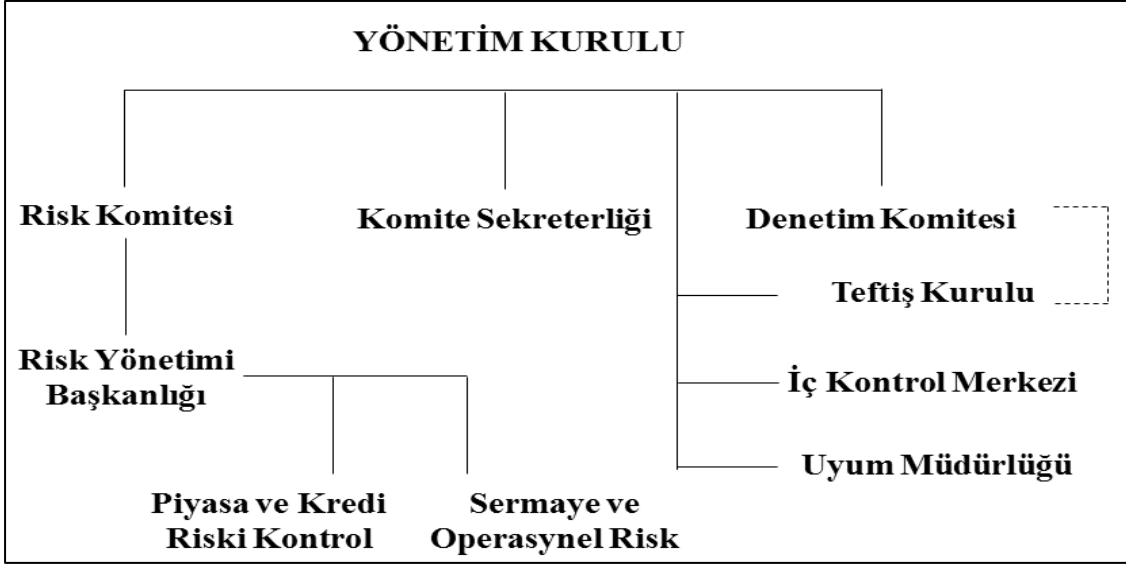 YÖNETİM KURULU
Risk Komitesi
Komite Sekreterliği
Denetim Komitesi
Teftiş Kurulu
Risk Yönetimi
Başkanlığı
İç Kontrol Merkezi
Uyum Müdürlüğü
Piyasa ve Kredi
Riski Kontrol
Sermaye ve
Operasynel Risk